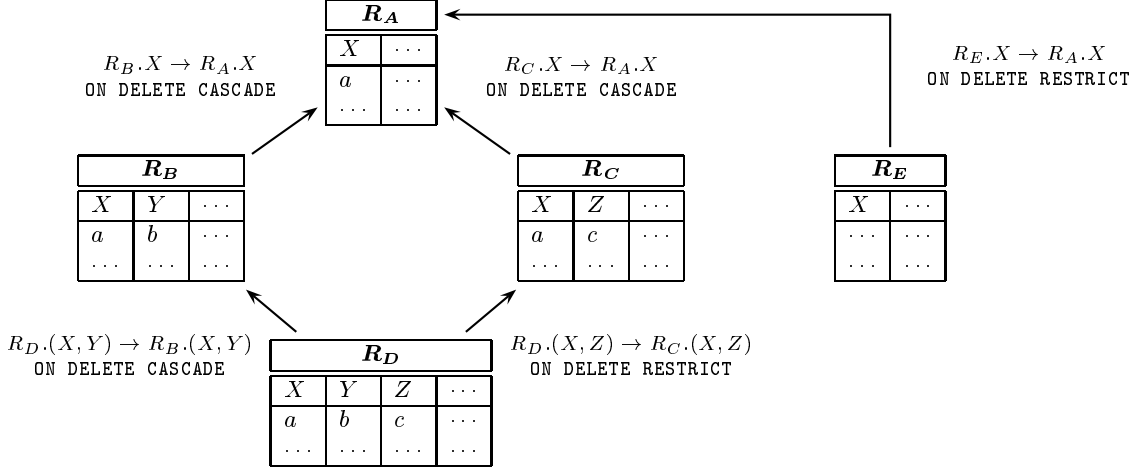 R_A
X ···
a ···
··· ···
R_B.X → R_A.X
ON DELETE CASCADE
R_C.X → R_A.X
ON DELETE CASCADE
R_E.X → R_A.X
ON DELETE RESTRICT
R_B
X Y ···
a b ···
··· ··· ···
R_C
X Z ···
a c ···
··· ··· ···
R_E
X ···
··· ···
··· ···
R_D.(X, Y) → R_B.(X, Y)
ON DELETE CASCADE
R_D.(X, Z) → R_C.(X, Z)
ON DELETE RESTRICT
R_D
X Y Z ···
a b c ···
··· ··· ··· ···